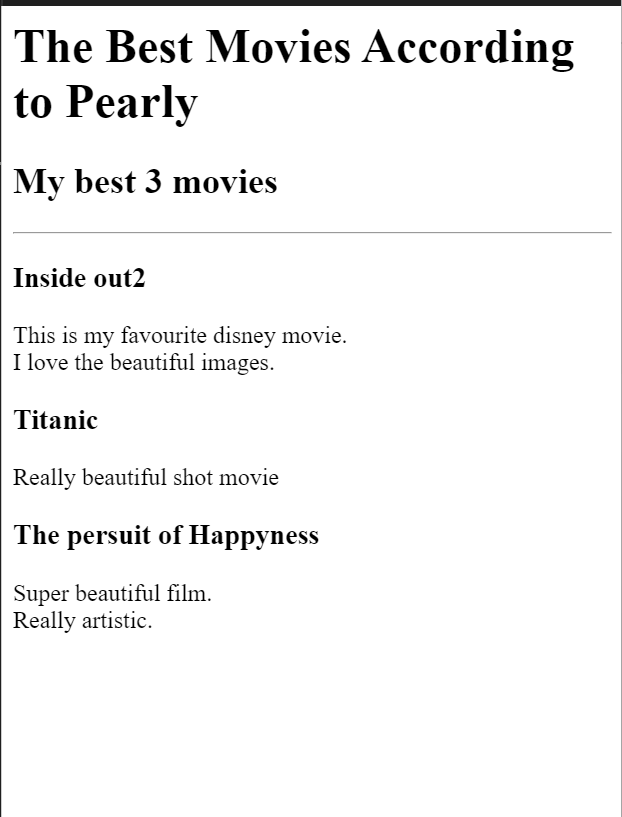 The Best Movies According
to Pearly
My best 3 movies
Inside out2
This is my favourite disney movie.
I love the beautiful images.
Titanic
Really beautiful shot movie
The persuit of Happyness
Super beautiful film.
Really artistic.